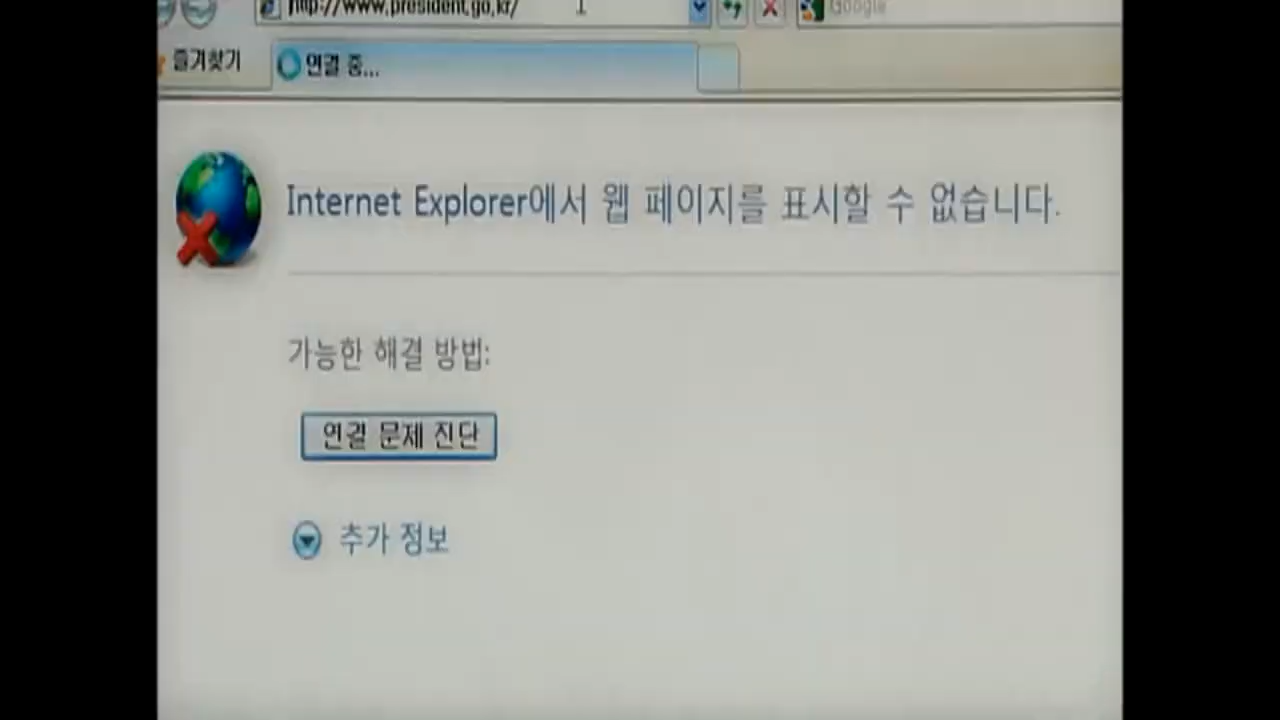 http://www.president.go.kr/
Google
즐겨찾기
연결 중...
Internet Explorer에서 웹 페이지를 표시할 수 없습니다.
가능한 해결 방법:
연결 문제 진단
추가 정보